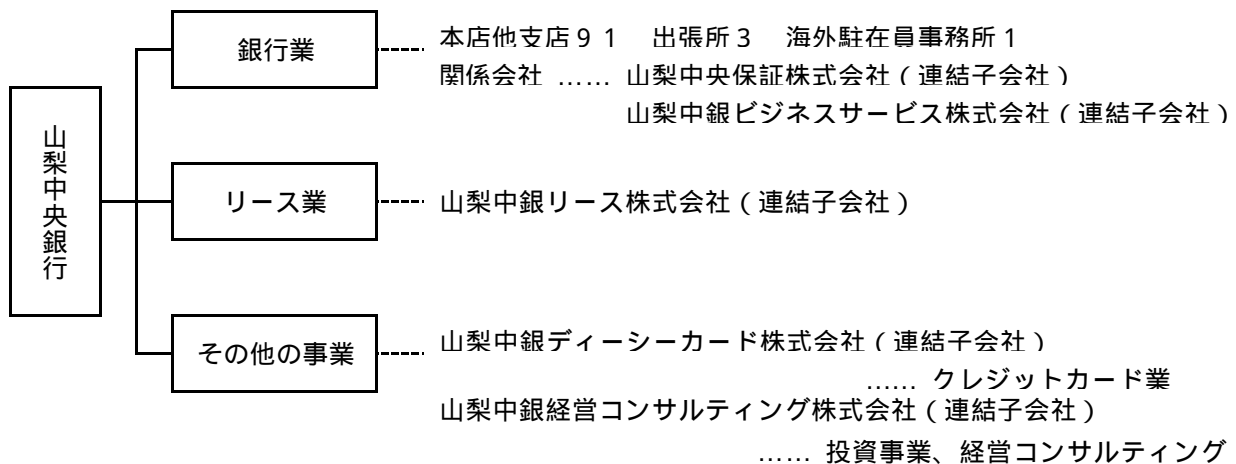 山梨中央銀行
銀行業
本店他支店９１　出張所３　海外駐在員事務所１
関係会社 …… 山梨中央保証株式会社（連結子会社）
山梨中銀ビジネスサービス株式会社（連結子会社）
リース業
山梨中銀リース株式会社（連結子会社）
その他の事業
山梨中銀ディーシーカード株式会社（連結子会社）
…… クレジットカード業
山梨中銀経営コンサルティング株式会社（連結子会社）
…… 投資事業、経営コンサルティング